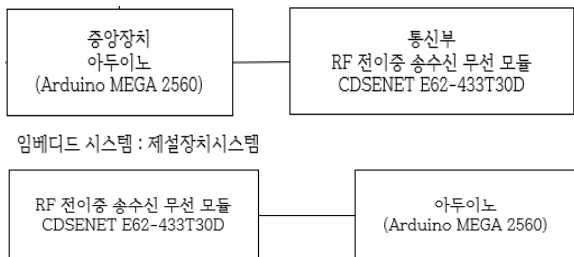 중앙장치
아두이노
(Arduino MEGA 2560)
통신부
RF 전이중 송수신 무선 모듈
CDSENET E62-433T30D
임베디드 시스템 : 제설장치시스템
RF 전이중 송수신 무선 모듈
CDSENET E62-433T30D
아두이노
(Arduino MEGA 2560)